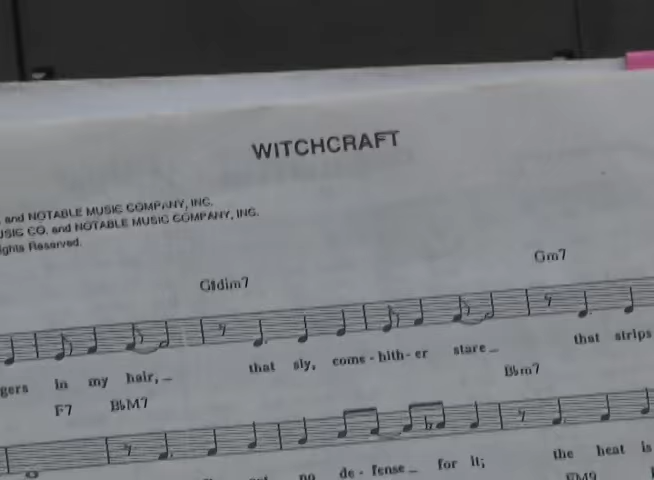 WITCHCRAFT
and NOTABLE MUSIC COMPANY, INC.
USIC CO. and NOTABLE MUSIC COMPANY, INC.
ights Reserved.
G#dim7 Gm7
gers in my hair, that sly, come - hith - er stare that strips
F7 B♭M7 B♭m7
no de - fense for it; the heat is